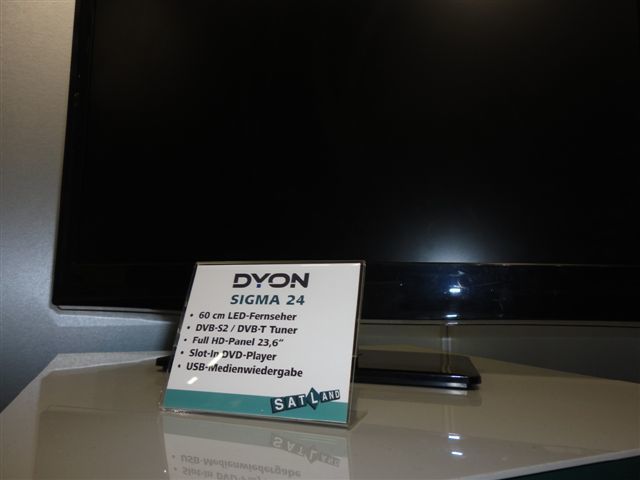 DYON
SIGMA 24
• 60 cm LED-Fernseher
• DVB-S2 / DVB-T Tuner
• Full HD-Panel 23,6"
• Slot-In DVD-Player
• USB-Medienwiedergabe
SATLAND